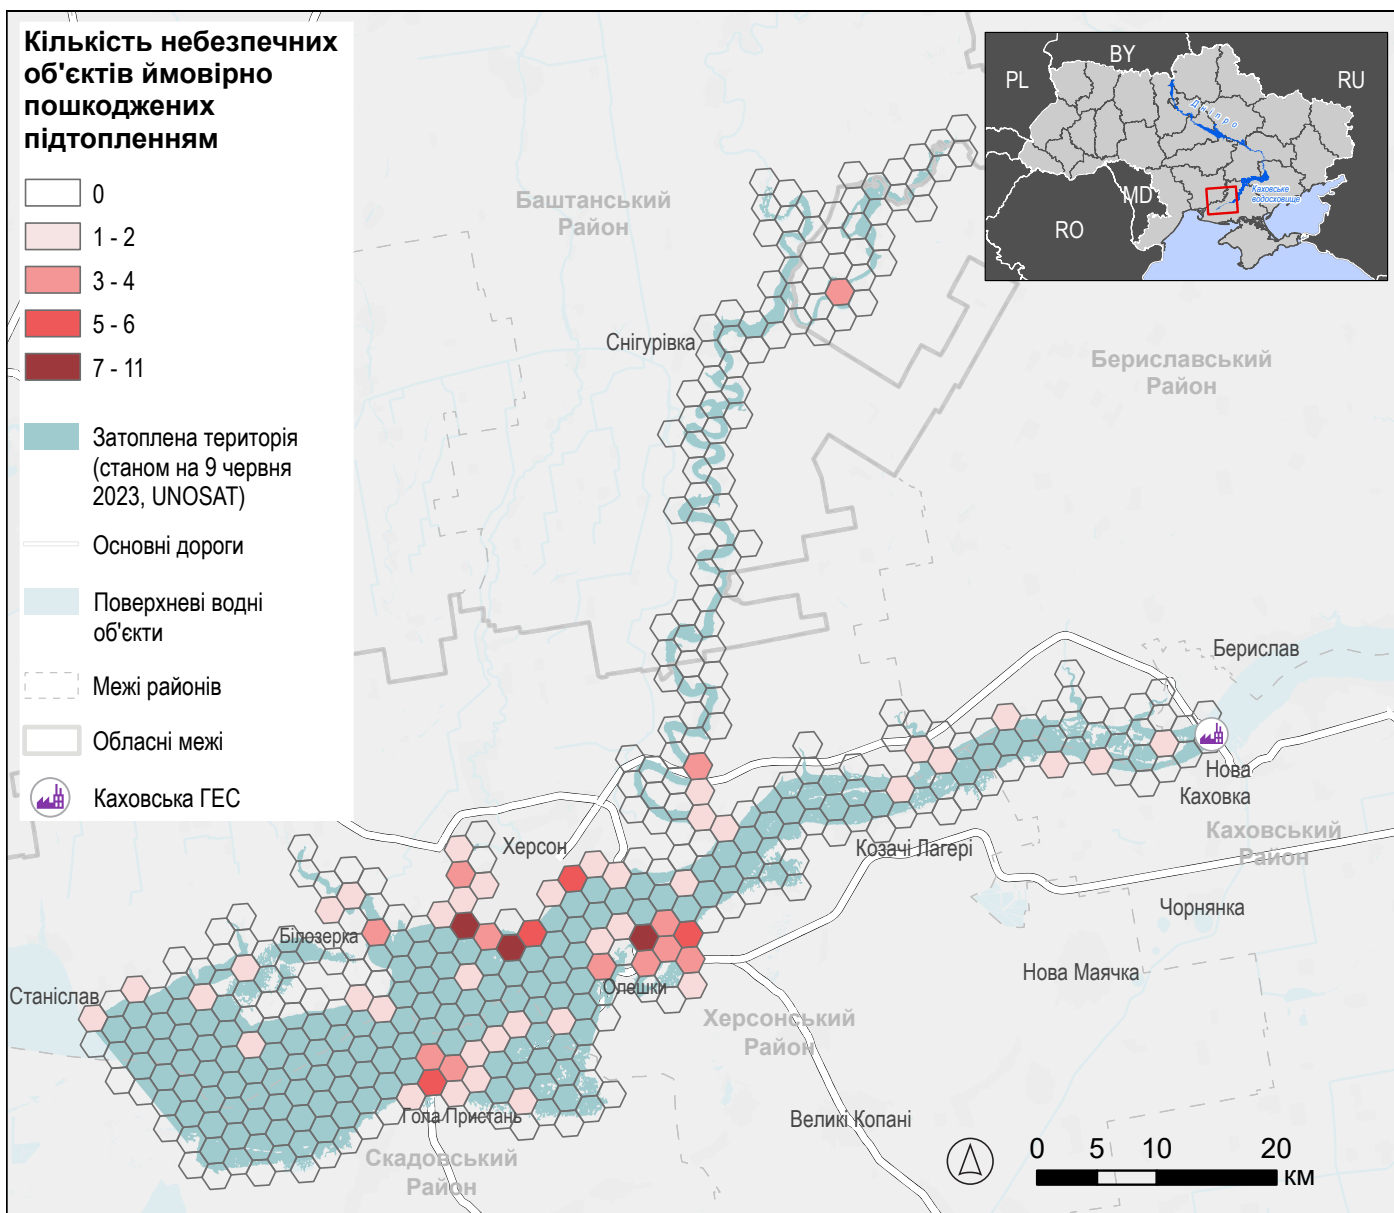 Кількість небезпечних
об'єктів ймовірно
пошкоджених
підтопленням
0
1 - 2
3 - 4
5 - 6
7 - 11
Затоплена територія
(станом на 9 червня
2023, UNOSAT)
Основні дороги
Поверхневі водні
об'єкти
Межі районів
Обласні межі
Каховська ГЕС
PL
BY
RU
MD
RO
Дніпро
Каховське
водосховище
Баштанський
Район
Снігурівка
Бериславський
Район
Берислав
Нова
Каховка
Каховський
Район
Козачі Лагері
Чорнянка
Нова Маячка
Херсон
Білозерка
Станіслав
Олешки
Херсонський
Район
Гола Пристань
Великі Копані
Скадовський
Район
0 5 10 20
км